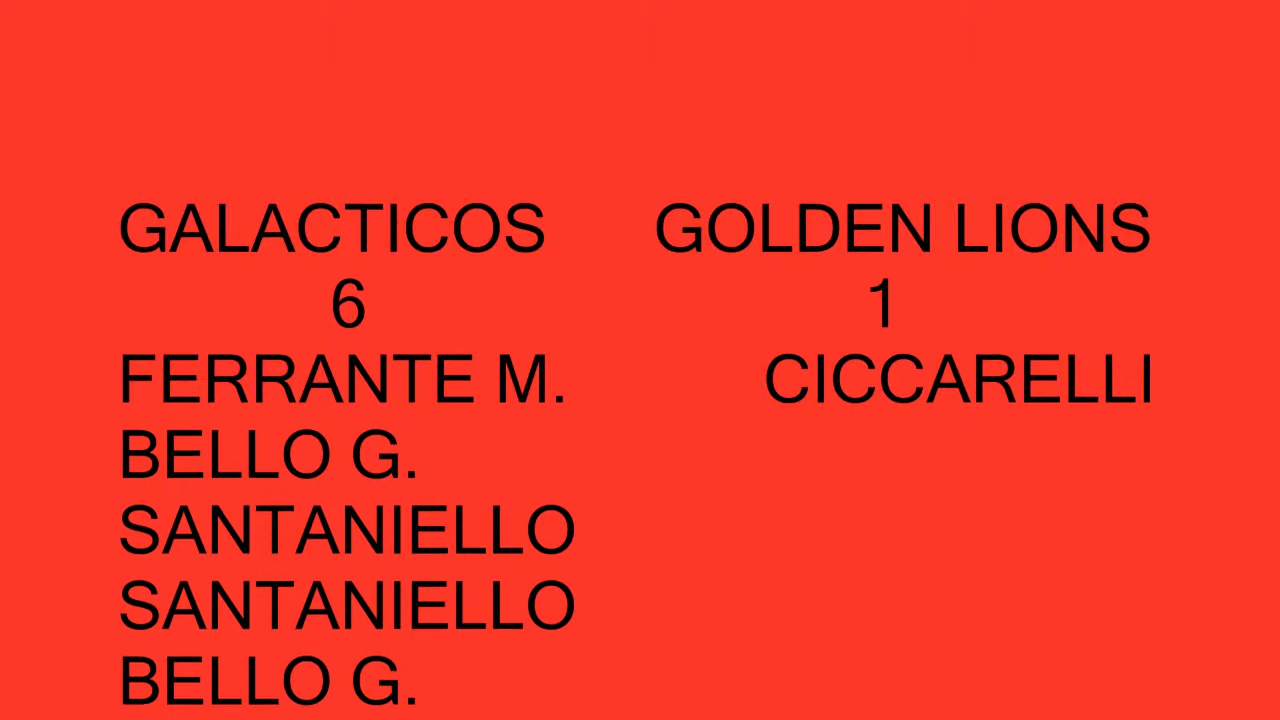 GALACTICOS GOLDEN LIONS
6 1
FERRANTE M. CICCARELLI
BELLO G.
SANTANIELLO
SANTANIELLO
BELLO G.